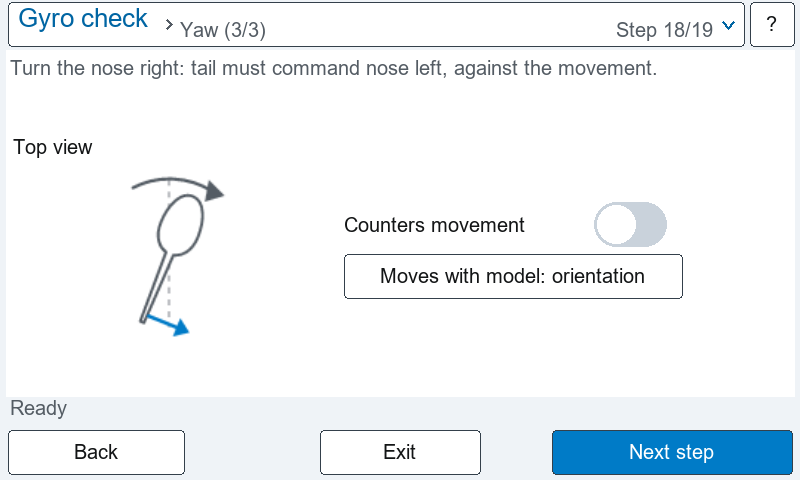 Gyro check › Yaw (3/3) Step 18/19 ?
Turn the nose right: tail must command nose left, against the movement.
Top view
Counters movement
Moves with model: orientation
Ready
Back Exit Next step